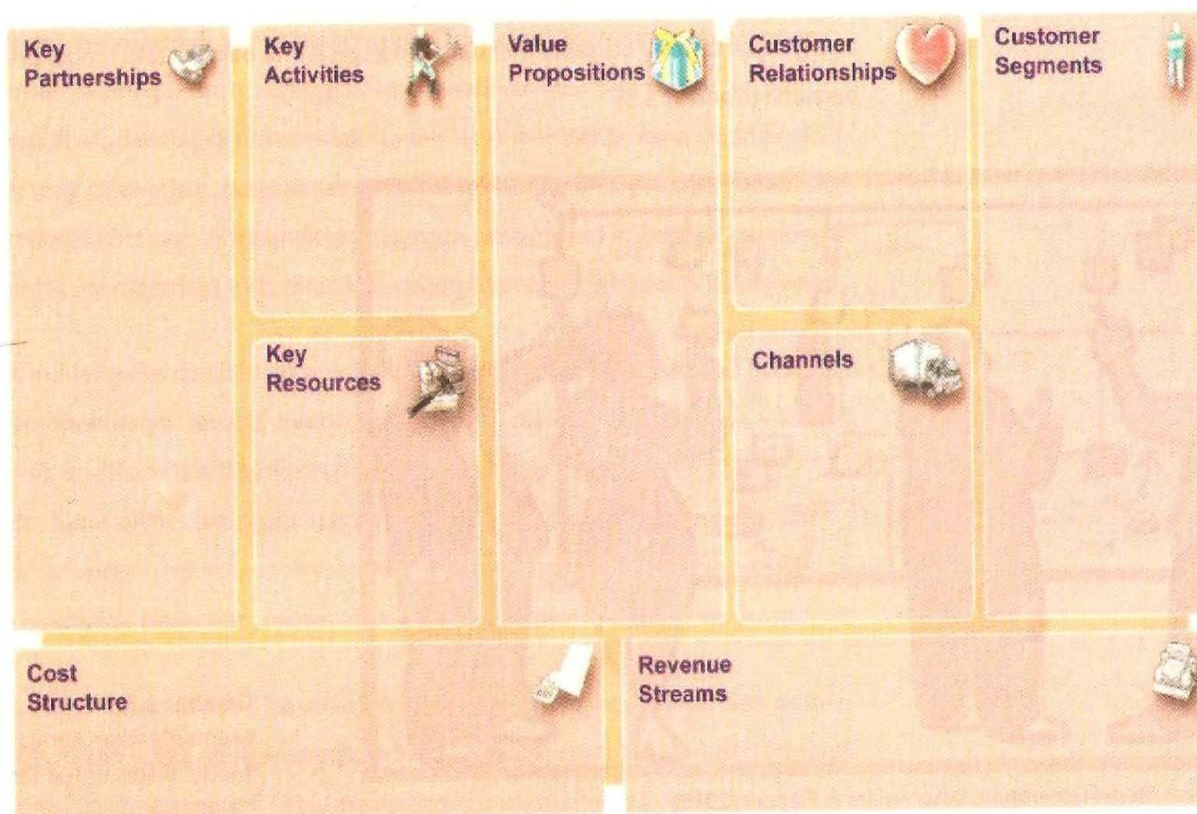 Key
Partnerships
Key
Activities
Value
Propositions
Customer
Relationships
Customer
Segments
Key
Resources
Channels
Cost
Structure
Revenue
Streams